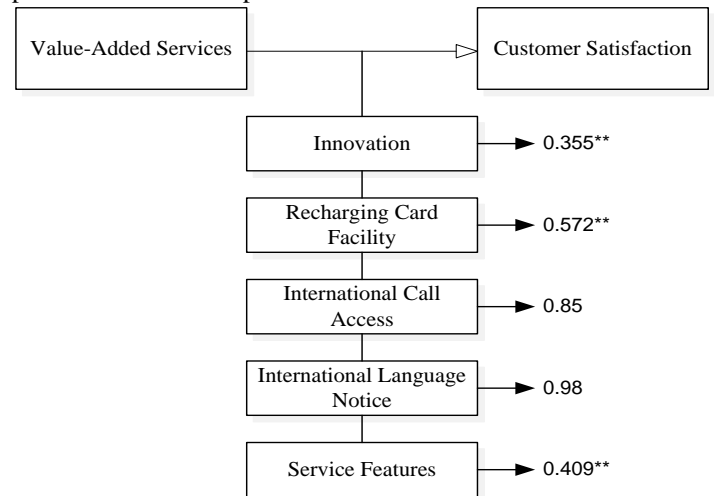 Value-Added Services
Customer Satisfaction
Innovation
0.355**
Recharging Card
Facility
0.572**
International Call
Access
0.85
International Language
Notice
0.98
Service Features
0.409**